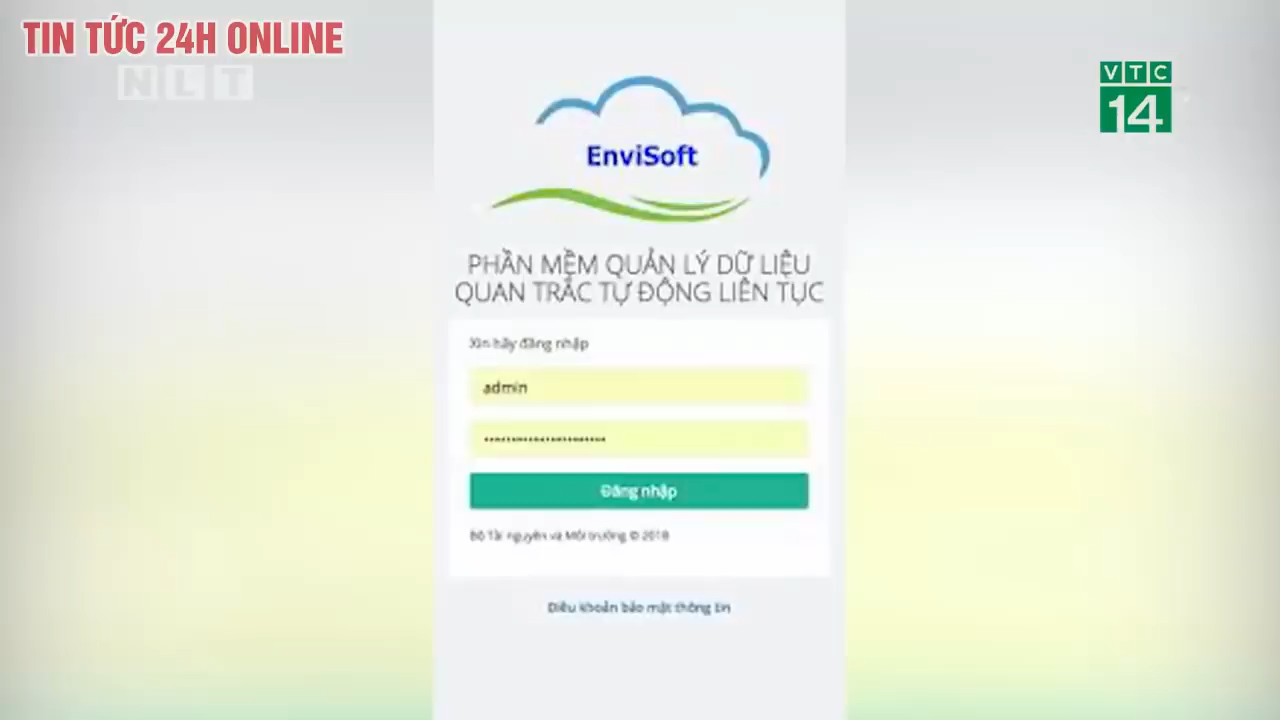 TIN TỨC 24H ONLINE
NLT
VTC
14
EnviSoft
PHẦN MỀM QUẢN LÝ DỮ LIỆU
QUAN TRẮC TỰ ĐỘNG LIÊN TỤC
Xin hãy đăng nhập
admin
Đăng nhập
Bộ Tài nguyên và Môi trường © 2018
Điều khoản bảo mật thông tin